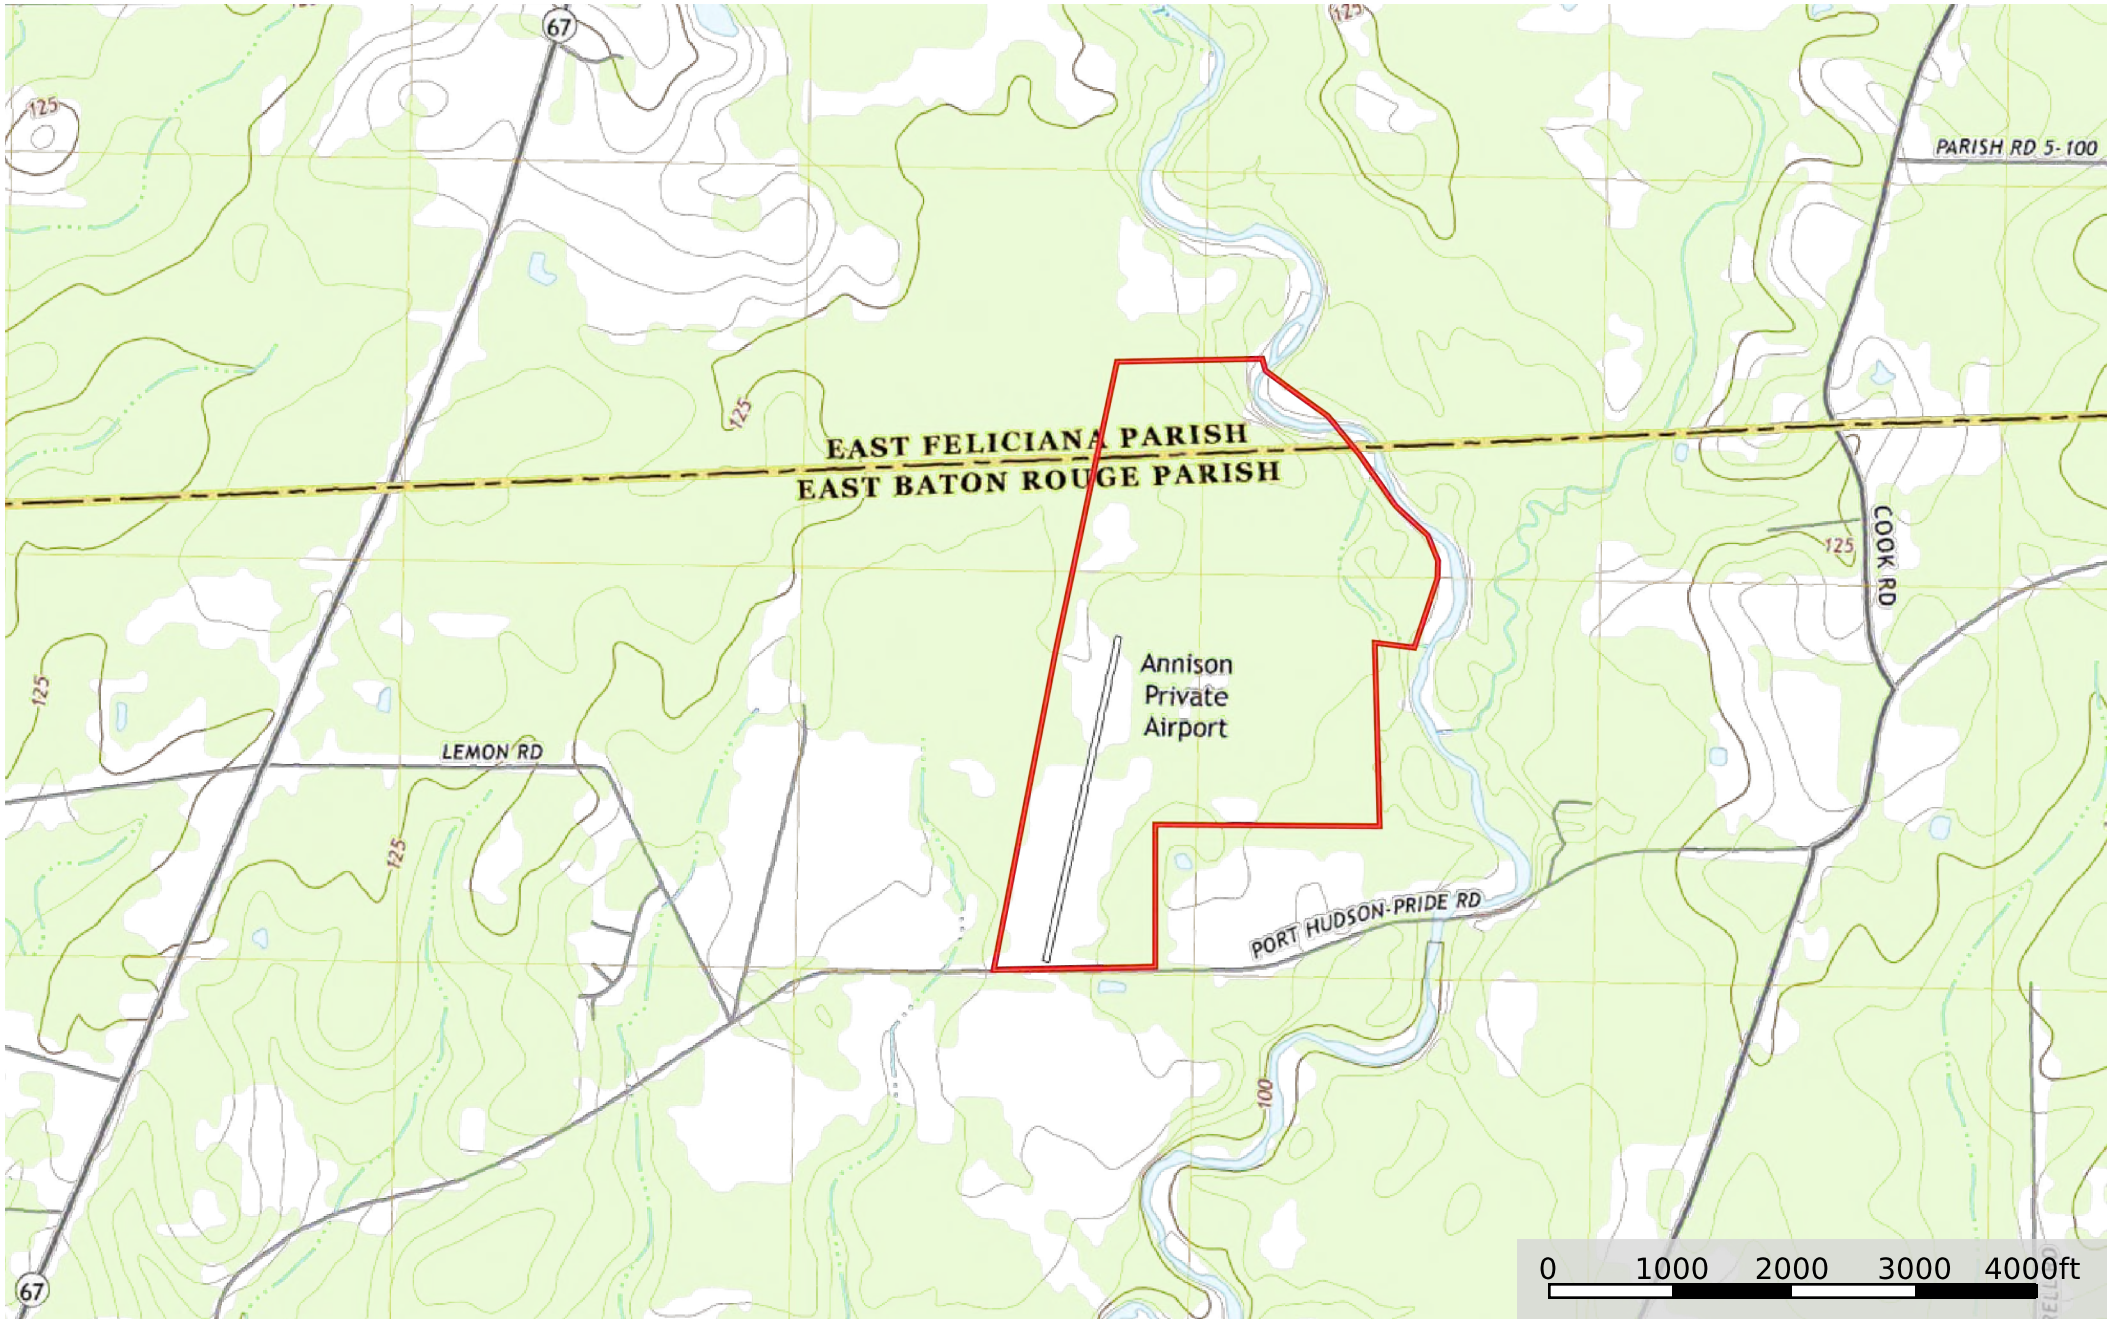 67
125
125
PARISH RD 5-100
125
EAST FELICIANA PARISH
EAST BATON ROUGE PARISH
COOK RD
125
125
Annison
Private
Airport
LEMON RD
125
PORT HUDSON-PRIDE RD
100
67
0 1000 2000 3000 4000ft